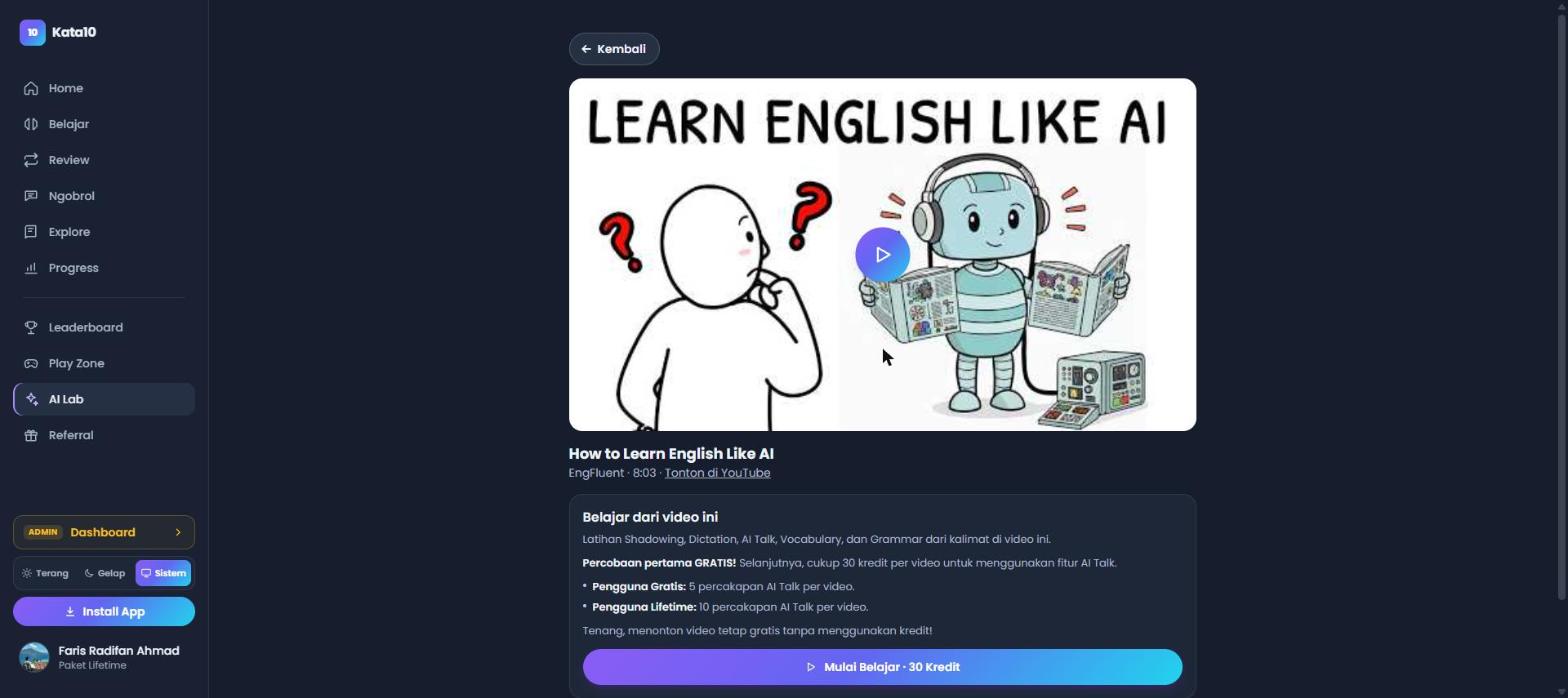 10 Kata10
Home
Belajar
Review
Ngobrol
Explore
Progress
Leaderboard
Play Zone
AI Lab
Referral
ADMIN Dashboard
Terang Gelap Sistem
Install App
Faris Radifan Ahmad
Paket Lifetime
← Kembali
LEARN ENGLISH LIKE AI
? ?
How to Learn English Like AI
EngFluent · 8:03 · Tonton di YouTube
Belajar dari video ini
Latihan Shadowing, Dictation, AI Talk, Vocabulary, dan Grammar dari kalimat di video ini.
Percobaan pertama GRATIS! Selanjutnya, cukup 30 kredit per video untuk menggunakan fitur AI Talk.
• Pengguna Gratis: 5 percakapan AI Talk per video.
• Pengguna Lifetime: 10 percakapan AI Talk per video.
Tenang, menonton video tetap gratis tanpa menggunakan kredit!
Mulai Belajar · 30 Kredit